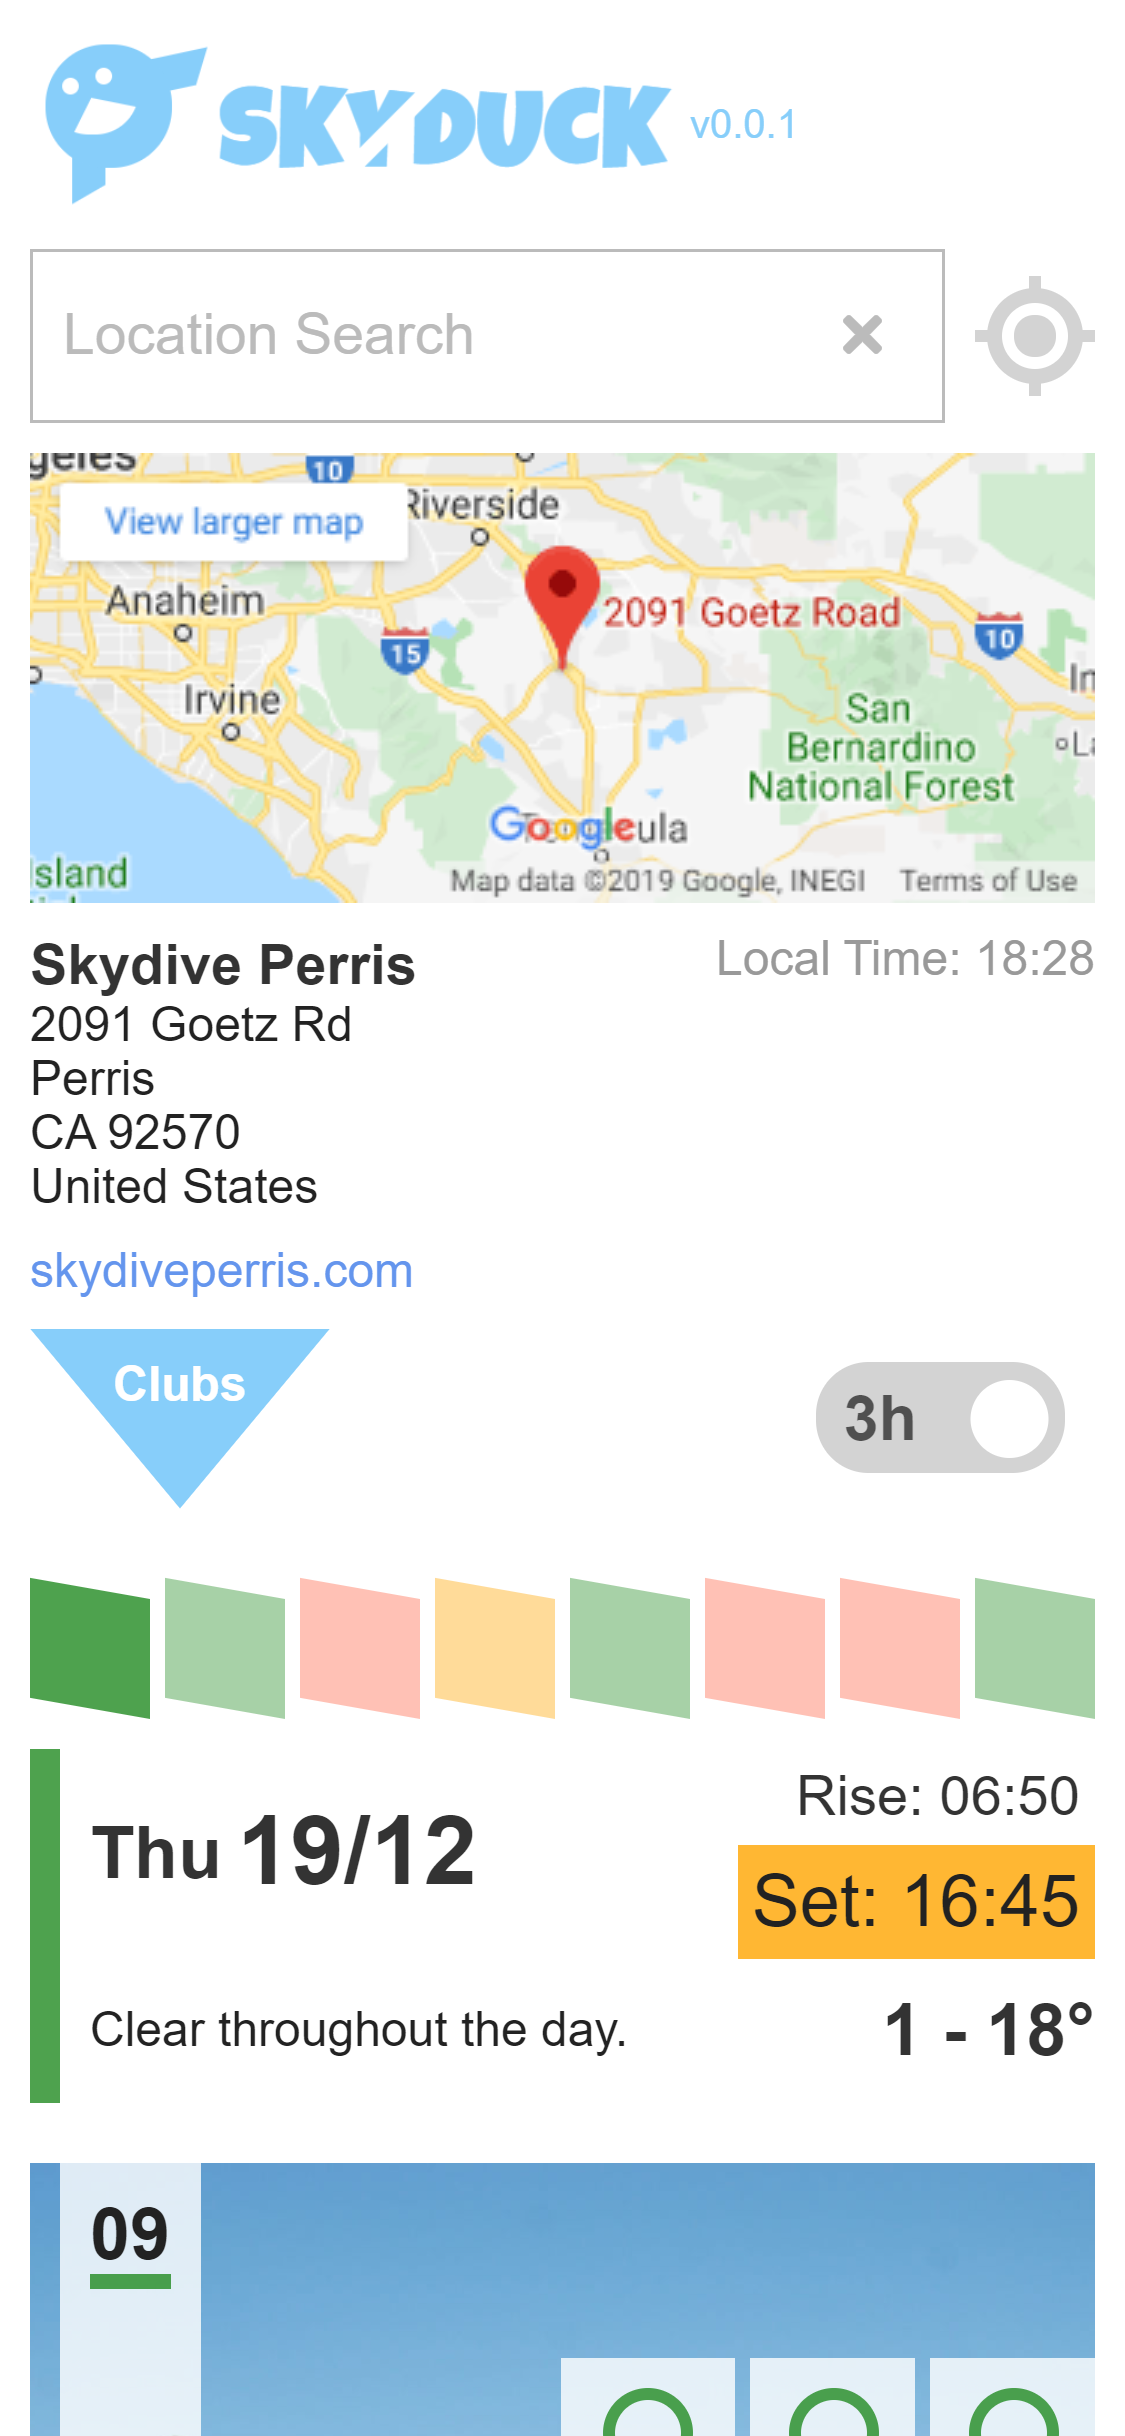 SKYDUCK v0.0.1
Location Search
geles
10
View larger map
Riverside
Anaheim
2091 Goetz Road
15
10
Irvine
In
San
Bernardino
National Forest
La
Google
ula
sland
Map data ©2019 Google, INEGI Terms of Use
Skydive Perris
Local Time: 18:28
2091 Goetz Rd
Perris
CA 92570
United States
skydiveperris.com
Clubs
3h
Rise: 06:50
Thu 19/12
Set: 16:45
Clear throughout the day.
1 - 18°
09